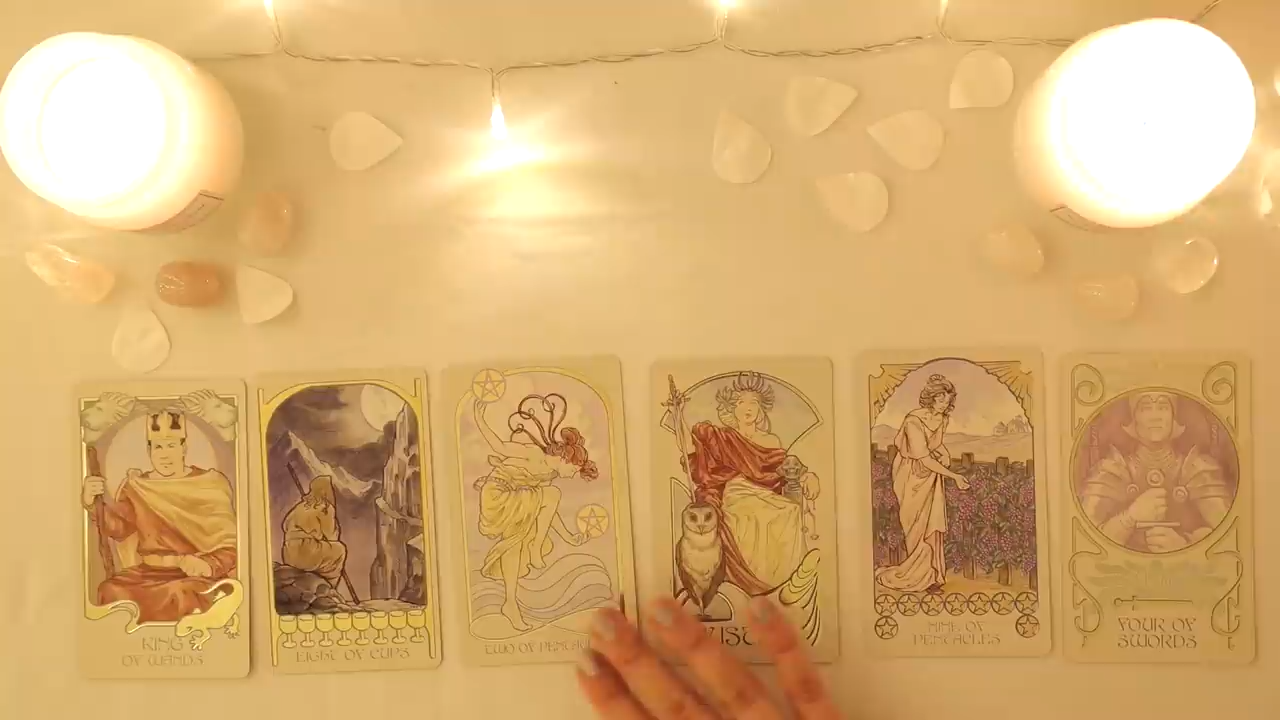 KING
OF WANDS
EIGHT OF CUPS
TWO OF
NINE OF
PENTACLES
FOUR OF
SWORDS